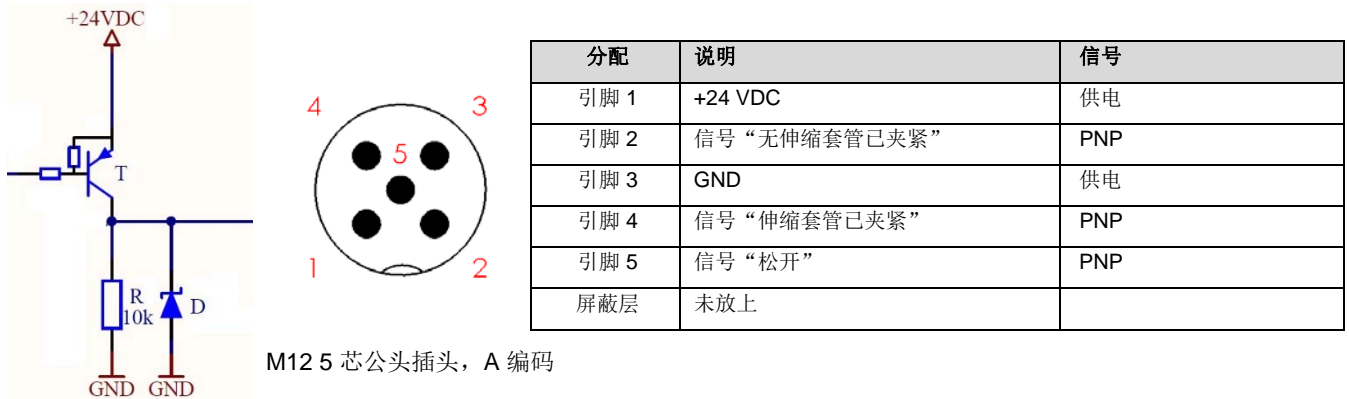 +24VDC
T
R
10k
D
GND GND
4 3
5
1 2
M12 5 芯公头插头，A 编码
分配 说明 信号
引脚 1 +24 VDC 供电
引脚 2 信号“无伸缩套管已夹紧” PNP
引脚 3 GND 供电
引脚 4 信号“伸缩套管已夹紧” PNP
引脚 5 信号“松开” PNP
屏蔽层 未放上